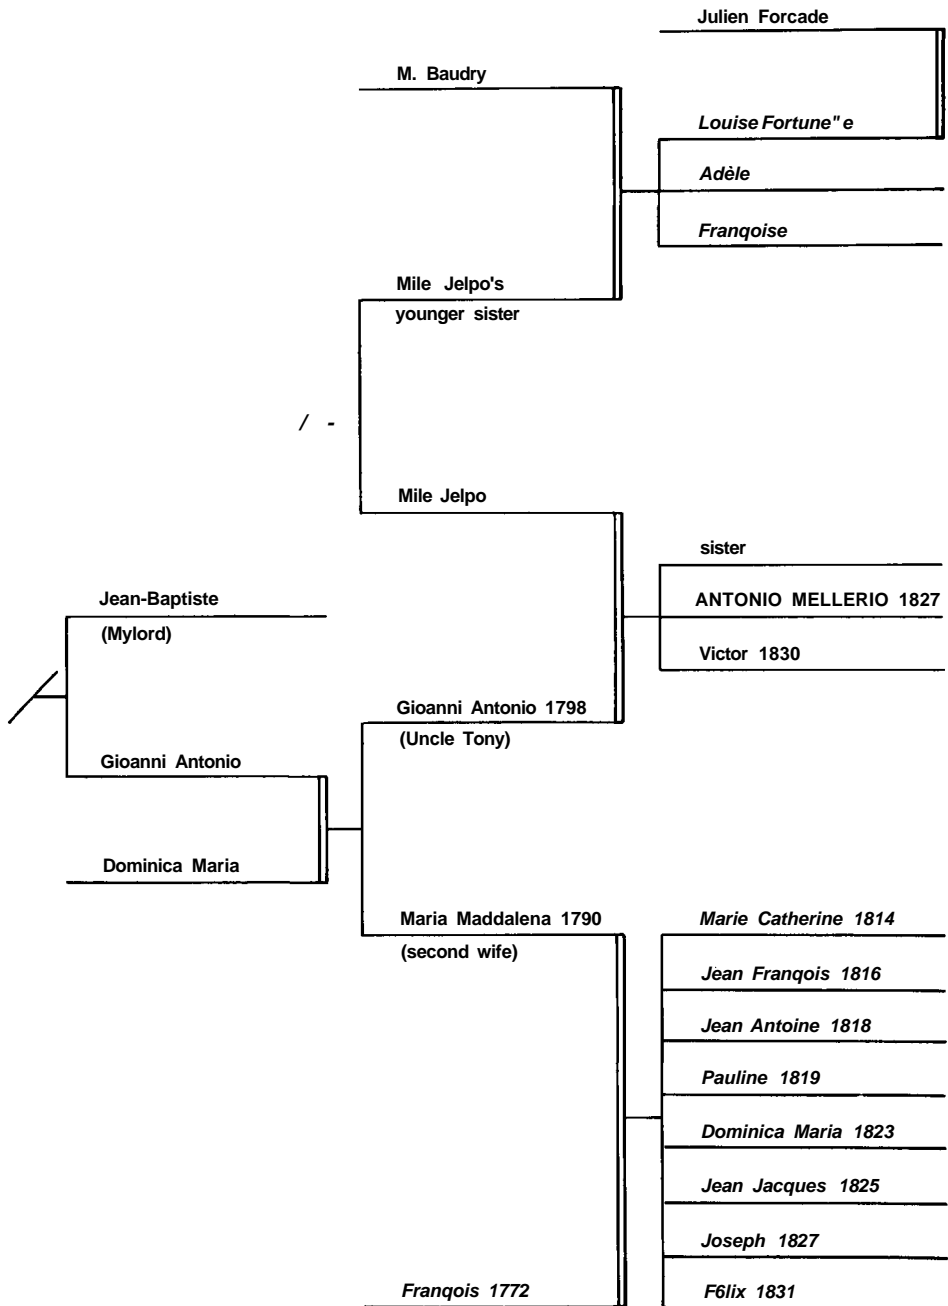 Julien Forcade
M. Baudry
Louise Fortune" e
Adèle
Franqoise
Mile Jelpo's
younger sister
/ -
Mile Jelpo
sister
Jean-Baptiste
(Mylord)
ANTONIO MELLERIO 1827
Victor 1830
Gioanni Antonio 1798
(Uncle Tony)
Gioanni Antonio
Dominica Maria
Maria Maddalena 1790
(second wife)
Marie Catherine 1814
Jean Franqois 1816
Jean Antoine 1818
Pauline 1819
Dominica Maria 1823
Jean Jacques 1825
Joseph 1827
Franqois 1772
F6lix 1831